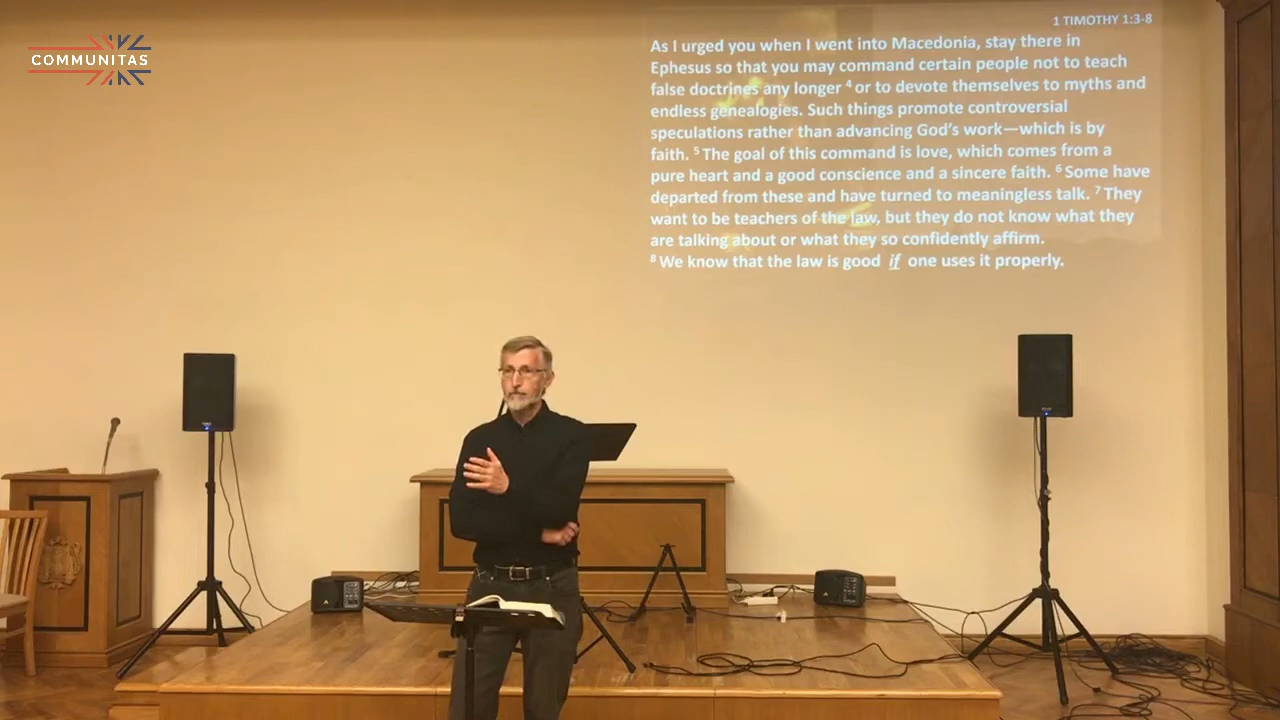 COMMUNITAS
1 TIMOTHY 1:3-8
As I urged you when I went into Macedonia, stay there in
Ephesus so that you may command certain people not to teach
false doctrines any longer ⁴ or to devote themselves to myths and
endless genealogies. Such things promote controversial
speculations rather than advancing God's work—which is by
faith. ⁵ The goal of this command is love, which comes from a
pure heart and a good conscience and a sincere faith. ⁶ Some have
departed from these and have turned to meaningless talk. ⁷ They
want to be teachers of the law, but they do not know what they
are talking about or what they so confidently affirm.
⁸ We know that the law is good if one uses it properly.